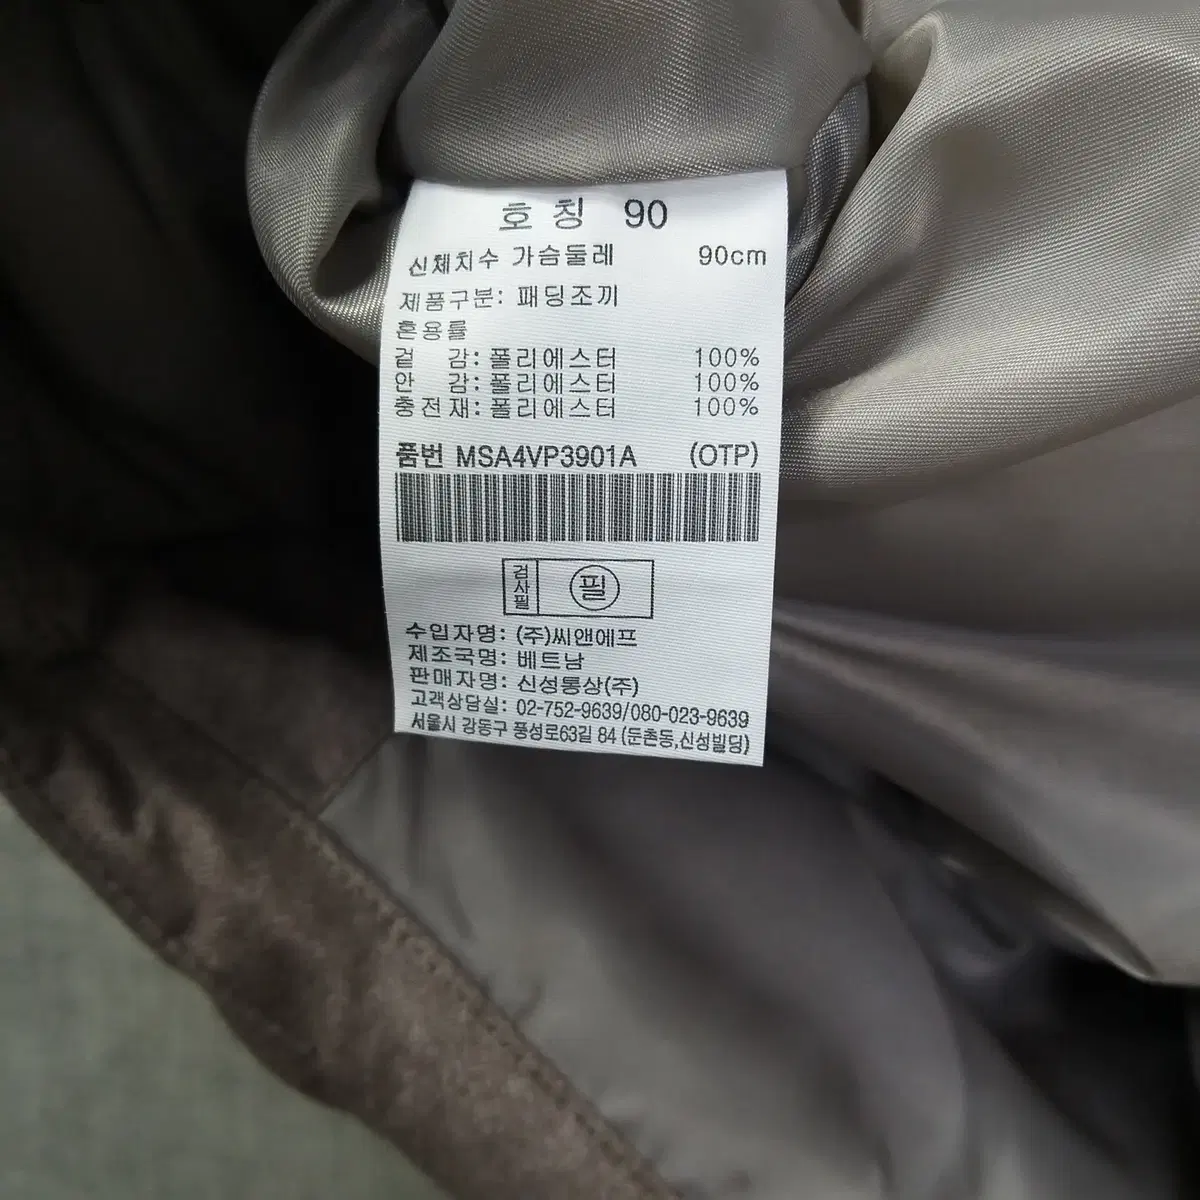 호칭 90
신체치수 가슴둘레 90cm
제품구분: 패딩조끼
혼용률
겉 감: 폴리에스터 100%
안 감: 폴리에스터 100%
충전재: 폴리에스터 100%
품번 MSA4VP3901A (OTP)
검사필 필
수입자명: (주)씨앤에프
제조국명: 베트남
판매자명: 신성통상(주)
고객상담실: 02-752-9639/080-023-9639
서울시 강동구 풍성로63길 84 (둔촌동,신성빌딩)